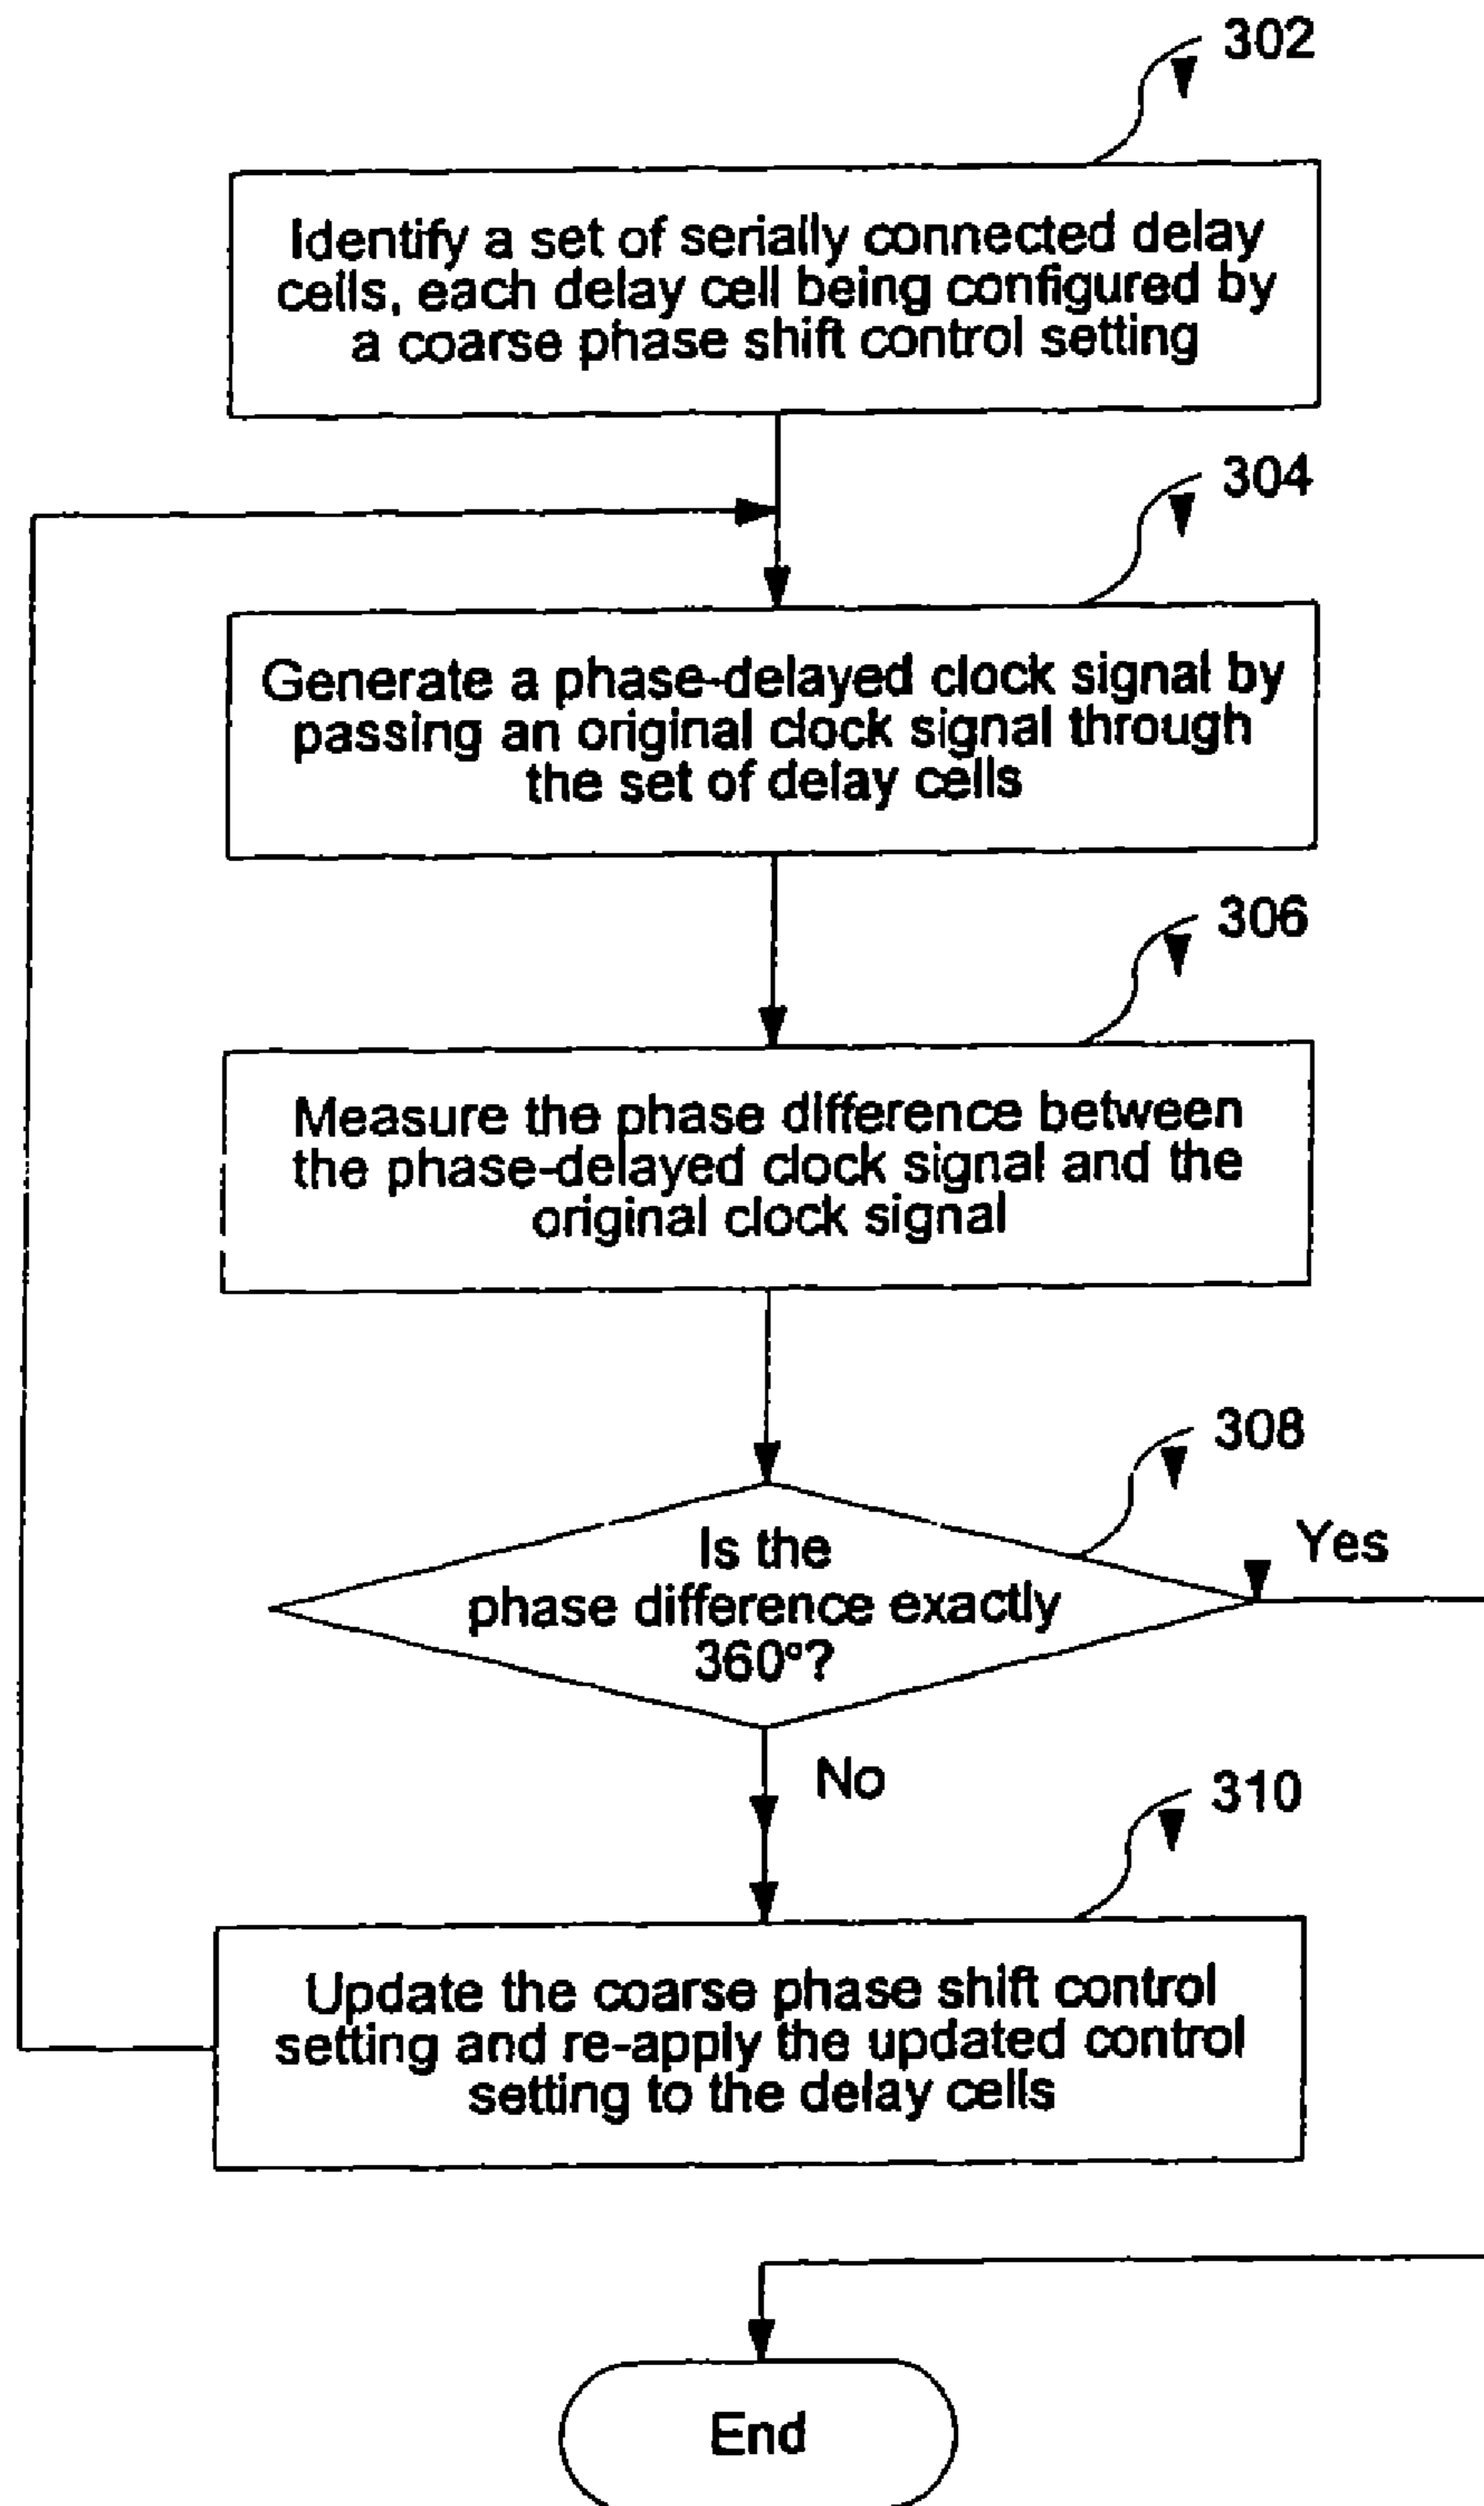 302
Identify a set of serially connected delay
cells, each delay cell being configured by
a coarse phase shift control setting
304
Generate a phase-delayed clock signal by
passing an original clock signal through
the set of delay cells
306
Measure the phase difference between
the phase-delayed clock signal and the
original clock signal
308
Is the
phase difference exactly
360°?
Yes
No
310
Update the coarse phase shift control
setting and re-apply the updated control
setting to the delay cells
End